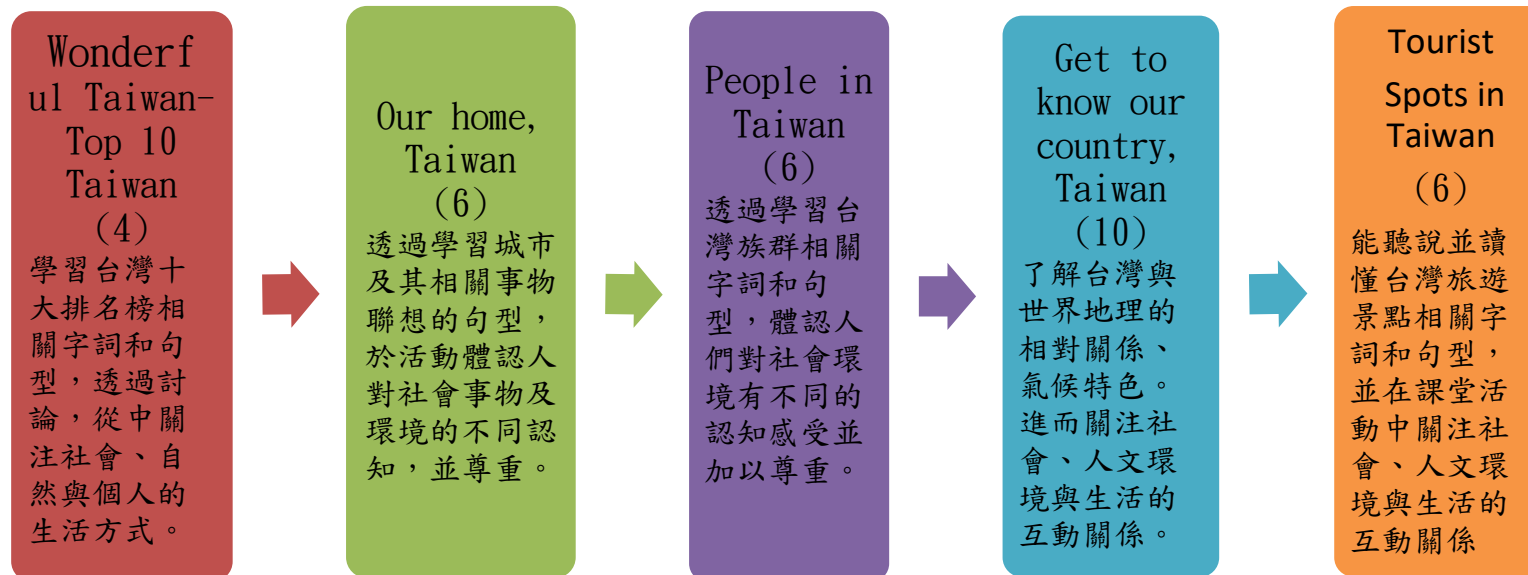 Wonderf
ul Taiwan-
Top 10
Taiwan
(4)
學習台灣十
大排名榜相
關字詞和句
型，透過討
論，從中關
注社會、自
然與個人的
生活方式。
Our home,
Taiwan
(6)
透過學習城市
及其相關事物
聯想的句型，
於活動體認人
對社會事物及
環境的不同認
知，並尊重。
People in
Taiwan
(6)
透過學習台
灣族群相關
字詞和句
型，體認人
們對社會環
境有不同的
認知感受並
加以尊重。
Get to
know our
country,
Taiwan
(10)
了解台灣與
世界地理的
相對關係、
氣候特色。
進而關注社
會、人文環
境與生活的
互動關係。
Tourist
Spots in
Taiwan
(6)
能聽說並讀
懂台灣旅遊
景點相關字
詞和句型，
並在課堂活
動中關注社
會、人文環
境與生活的
互動關係